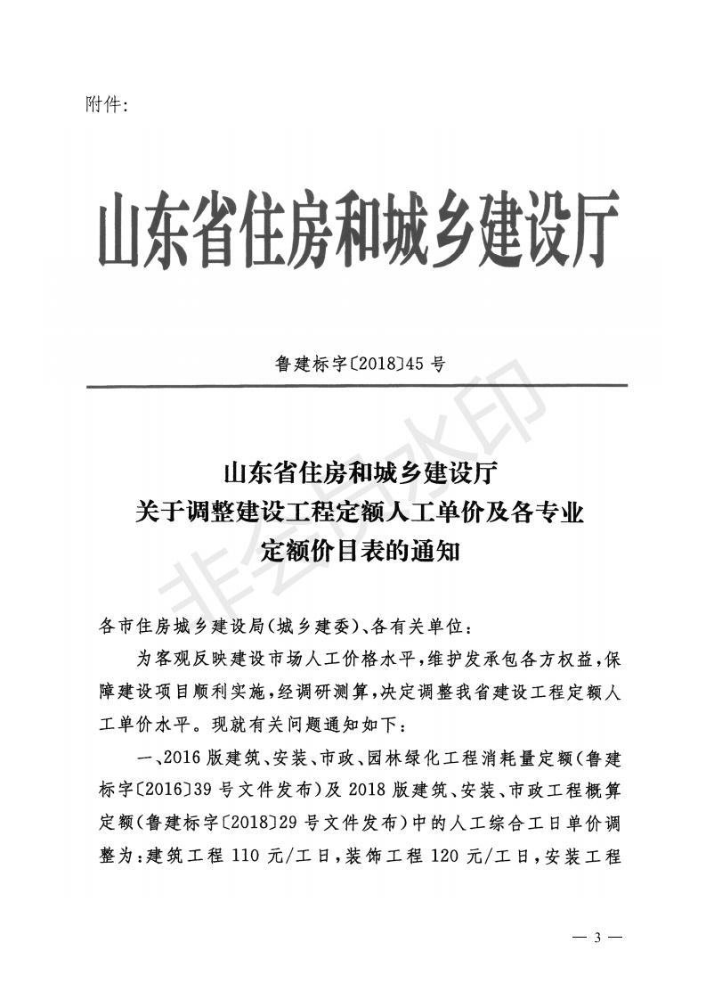 附件:
山东省住房和城乡建设厅
鲁建标字〔2018〕45 号
山东省住房和城乡建设厅
关于调整建设工程定额人工单价及各专业
定额价目表的通知
各市住房城乡建设局(城乡建委)、各有关单位:
为客观反映建设市场人工价格水平,维护发承包各方权益,保
障建设项目顺利实施,经调研测算,决定调整我省建设工程定额人
工单价水平。现就有关问题通知如下:
一、2016 版建筑、安装、市政、园林绿化工程消耗量定额(鲁建
标字〔2016〕39 号文件发布)及 2018 版建筑、安装、市政工程概算
定额(鲁建标字〔2018〕29 号文件发布)中的人工综合工日单价调
整为:建筑工程 110 元/工日,装饰工程 120 元/工日,安装工程
— 3 —
非会员水印